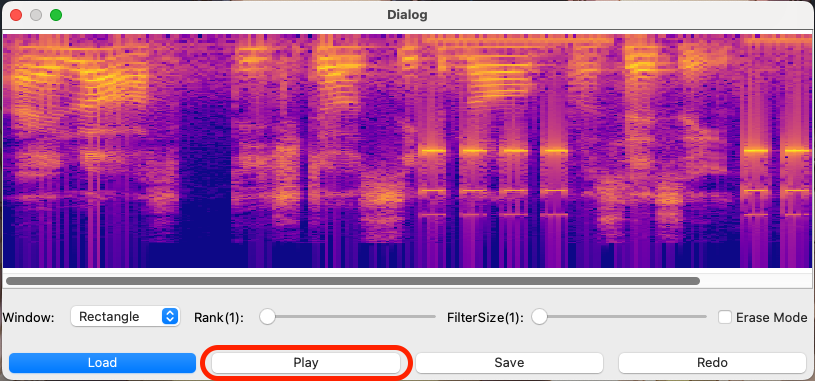 Dialog
Window: Rectangle Rank(1): FilterSize(1): Erase Mode
Load Play Save Redo